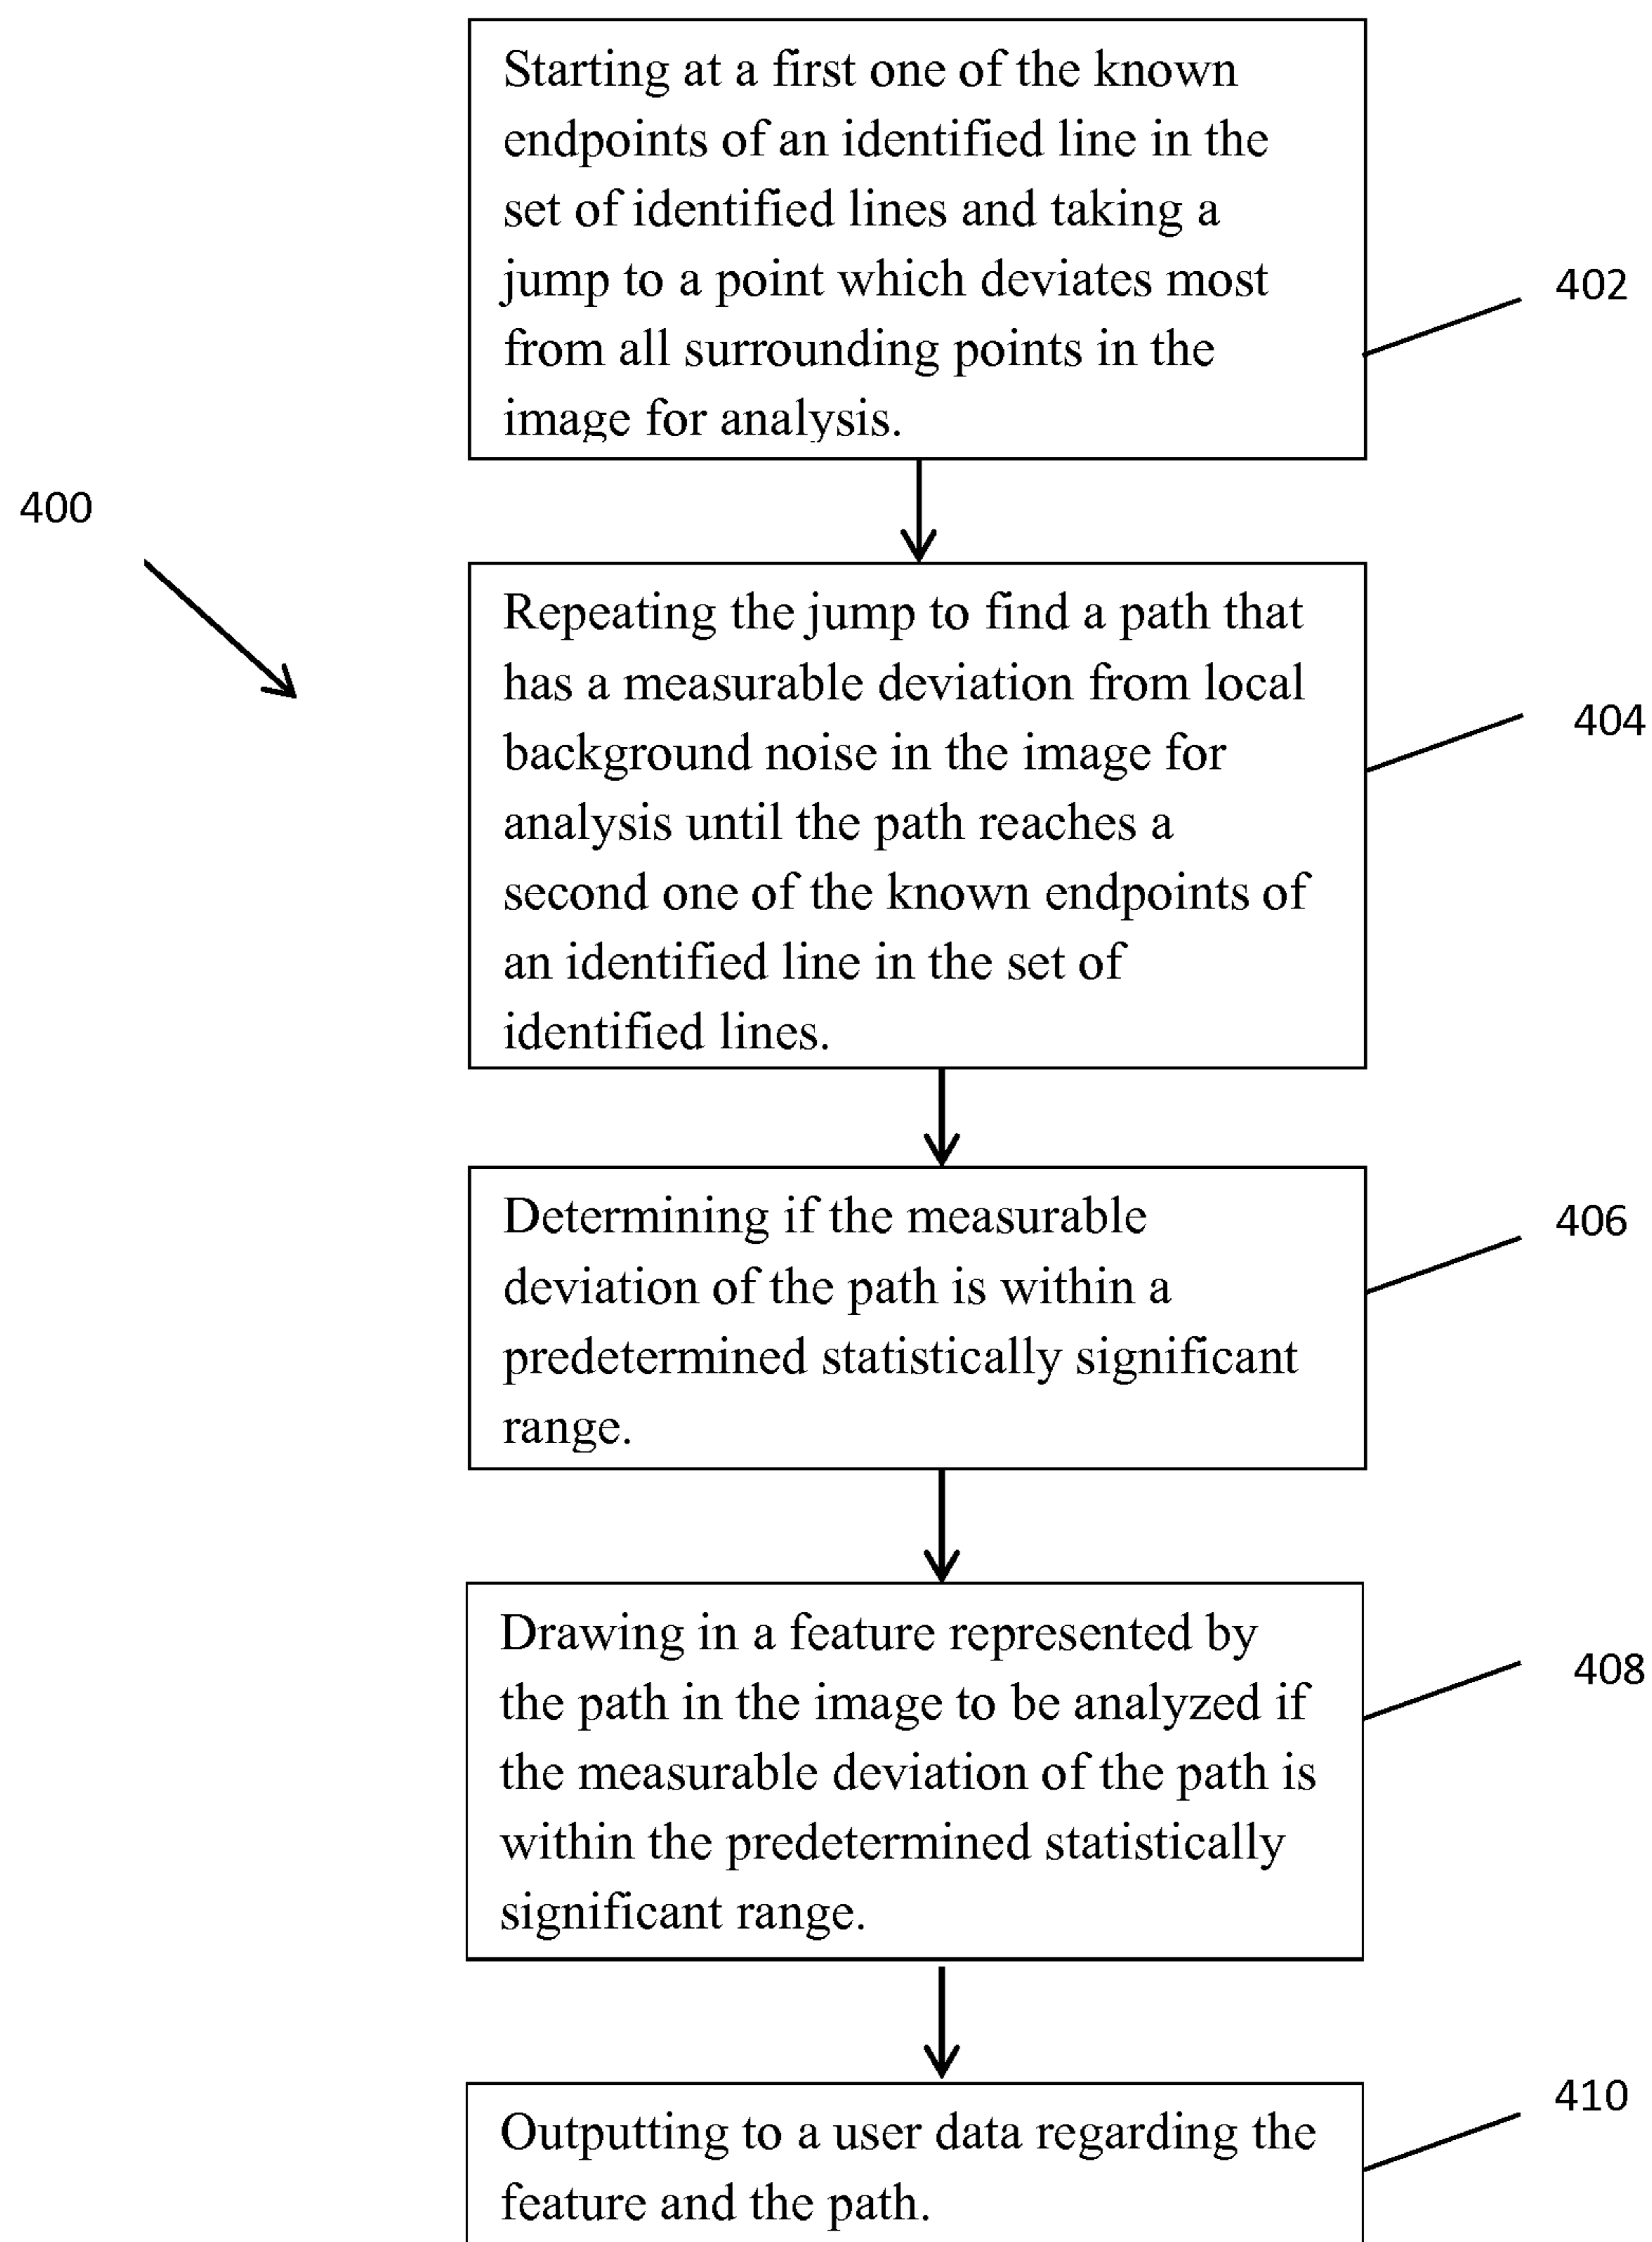 Starting at a first one of the known
endpoints of an identified line in the
set of identified lines and taking a
jump to a point which deviates most
from all surrounding points in the
image for analysis.
402
400
Repeating the jump to find a path that
has a measurable deviation from local
background noise in the image for
analysis until the path reaches a
second one of the known endpoints of
an identified line in the set of
identified lines.
404
Determining if the measurable
deviation of the path is within a
predetermined statistically significant
range.
406
Drawing in a feature represented by
the path in the image to be analyzed if
the measurable deviation of the path is
within the predetermined statistically
significant range.
408
Outputting to a user data regarding the
feature and the path.
410